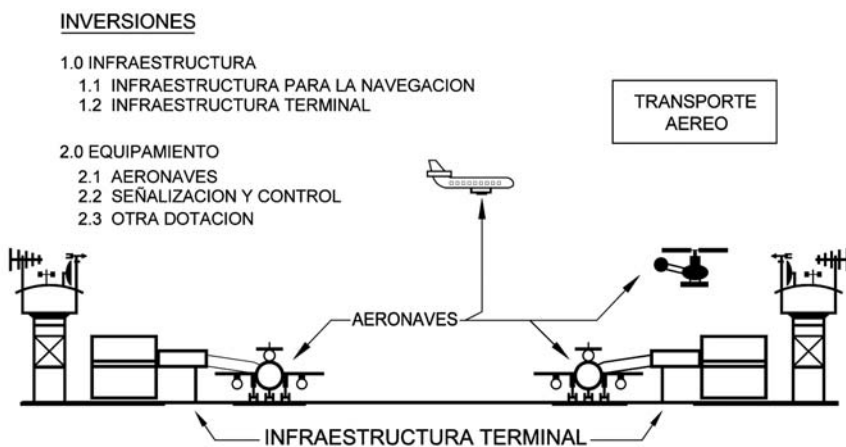 INVERSIONES
1.0 INFRAESTRUCTURA
1.1 INFRAESTRUCTURA PARA LA NAVEGACION
1.2 INFRAESTRUCTURA TERMINAL
TRANSPORTE
AEREO
2.0 EQUIPAMIENTO
2.1 AERONAVES
2.2 SEÑALIZACION Y CONTROL
2.3 OTRA DOTACION
AERONAVES
INFRAESTRUCTURA TERMINAL